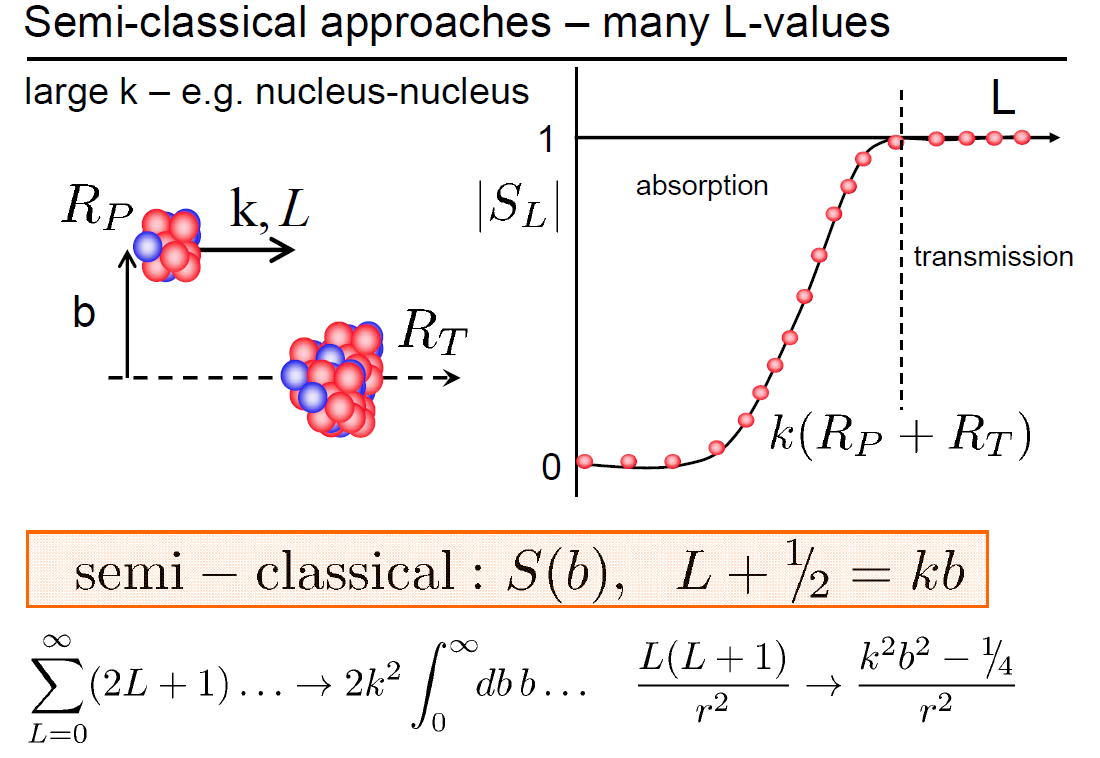 Semi-classical approaches – many L-values
large k – e.g. nucleus-nucleus
R_P
k, L
b
R_T
L
1
|S_L|
absorption
transmission
k(R_P + R_T)
0
semi – classical : S(b), L + ½ = kb
∑_{L=0}^{∞} (2L + 1) … → 2k² ∫_0^∞ db b … L(L + 1)/r² → (k²b² − ¼)/r²